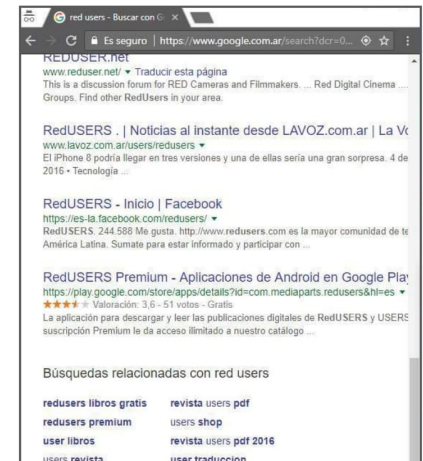 red users - Buscar con G
Es seguro | https://www.google.com.ar/search?dcr=0...
REDUSER.net
www.reduser.net/ ▾ Traducir esta página
This is a discussion forum for RED Cameras and Filmmakers. ... Red Digital Cinema ....
Groups. Find other RedUsers in your area.
RedUSERS . | Noticias al instante desde LAVOZ.com.ar | La Vo
www.lavoz.com.ar/users/redusers ▾
El iPhone 8 podría llegar en tres versiones y una de ellas sería una gran sorpresa. 4 de
2016 • Tecnología ...
RedUSERS - Inicio | Facebook
https://es-la.facebook.com/redusers/ ▾
RedUSERS. 244.588 Me gusta. http://www.redusers.com es la mayor comunidad de te
América Latina. Sumate para estar informado y participar con ...
RedUSERS Premium - Aplicaciones de Android en Google Play
https://play.google.com/store/apps/details?id=com.mediaparts.redusers&hl=es ▾
Valoración: 3,6 - 51 votos - Gratis
La aplicación para descargar y leer las publicaciones digitales de RedUSERS y USERS
suscripción Premium le da acceso ilimitado a nuestro catálogo ...
Búsquedas relacionadas con red users
redusers libros gratis revista users pdf
redusers premium users shop
user libros revista users pdf 2016
users revista user traduccion